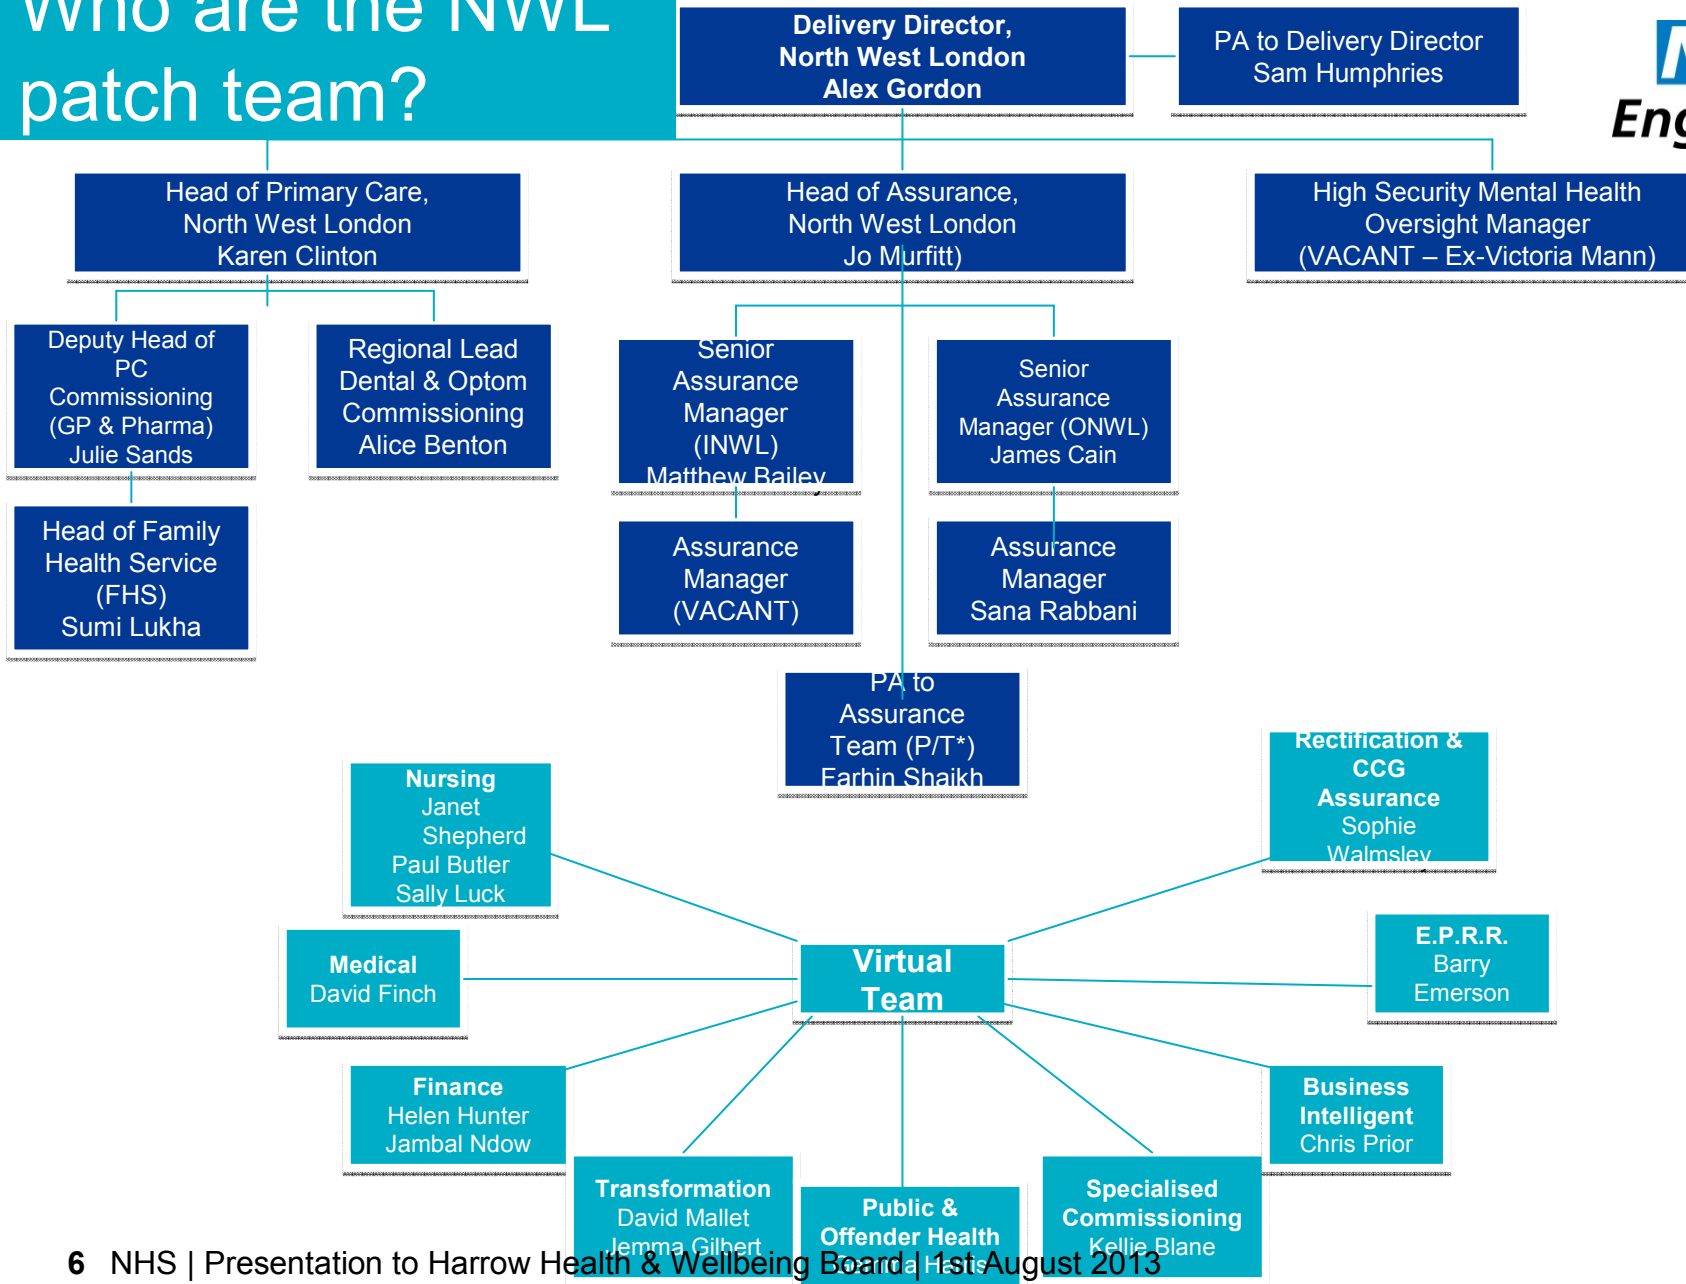 Who are the NWL
patch team?
Delivery Director,
North West London
Alex Gordon
PA to Delivery Director
Sam Humphries
Head of Primary Care,
North West London
Karen Clinton
Head of Assurance,
North West London
Jo Murfitt)
High Security Mental Health
Oversight Manager
(VACANT – Ex-Victoria Mann)
Deputy Head of
PC
Commissioning
(GP & Pharma)
Julie Sands
Regional Lead
Dental & Optom
Commissioning
Alice Benton
Senior
Assurance
Manager
(INWL)
Matthew Bailey
Senior
Assurance
Manager (ONWL)
James Cain
Head of Family
Health Service
(FHS)
Sumi Lukha
Assurance
Manager
(VACANT)
Assurance
Manager
Sana Rabbani
PA to
Assurance
Team (P/T*)
Farhin Shaikh
Nursing
Janet
Shepherd
Paul Butler
Sally Luck
Rectification &
CCG
Assurance
Sophie
Walmsley
Medical
David Finch
Virtual
Team
E.P.R.R.
Barry
Emerson
Finance
Helen Hunter
Jambal Ndow
Business
Intelligent
Chris Prior
Transformation
David Mallet
Jemma Gilbert
Public &
Offender Health
Gemma Harris
Specialised
Commissioning
Kellie Blane
6 NHS | Presentation to Harrow Health & Wellbeing Board | 1st August 2013